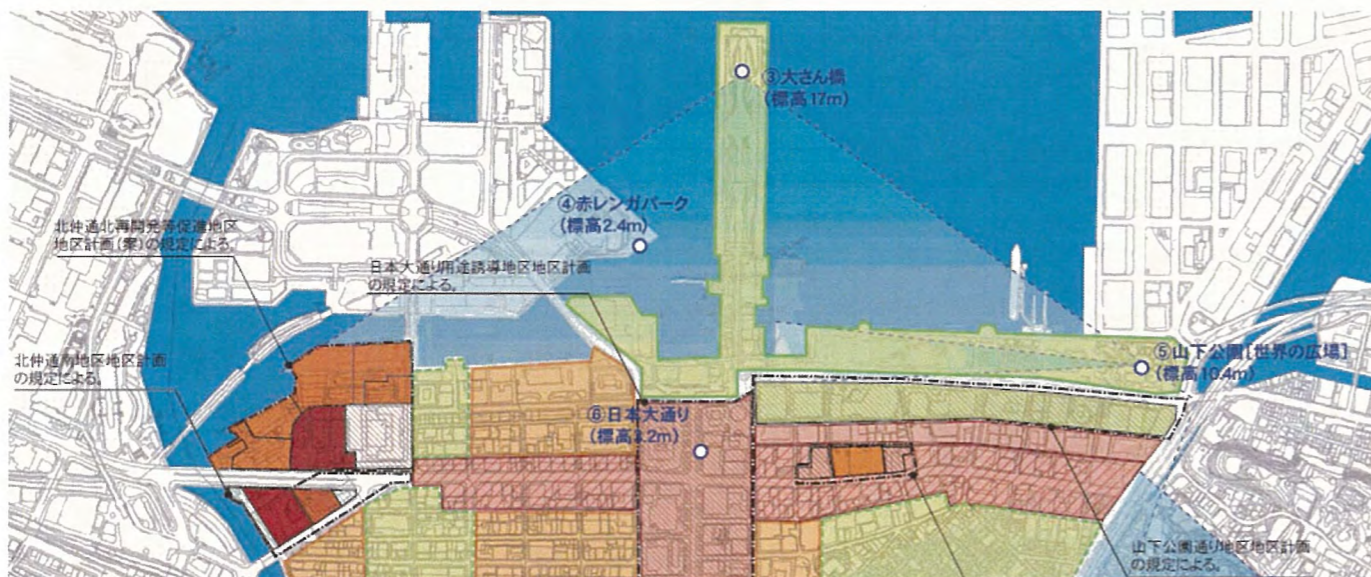 ③大さん橋
(標高17m)
④赤レンガパーク
(標高2.4m)
北仲通北再開発等促進地区
地区計画(案)の規定による。
日本大通り用途誘導地区地区計画
の規定による。
北仲通南地区地区計画
の規定による。
⑤山下公園[世界の広場]
(標高10.4m)
⑥日本大通り
(標高3.2m)
山下公園通り地区地区計画
の規定による。